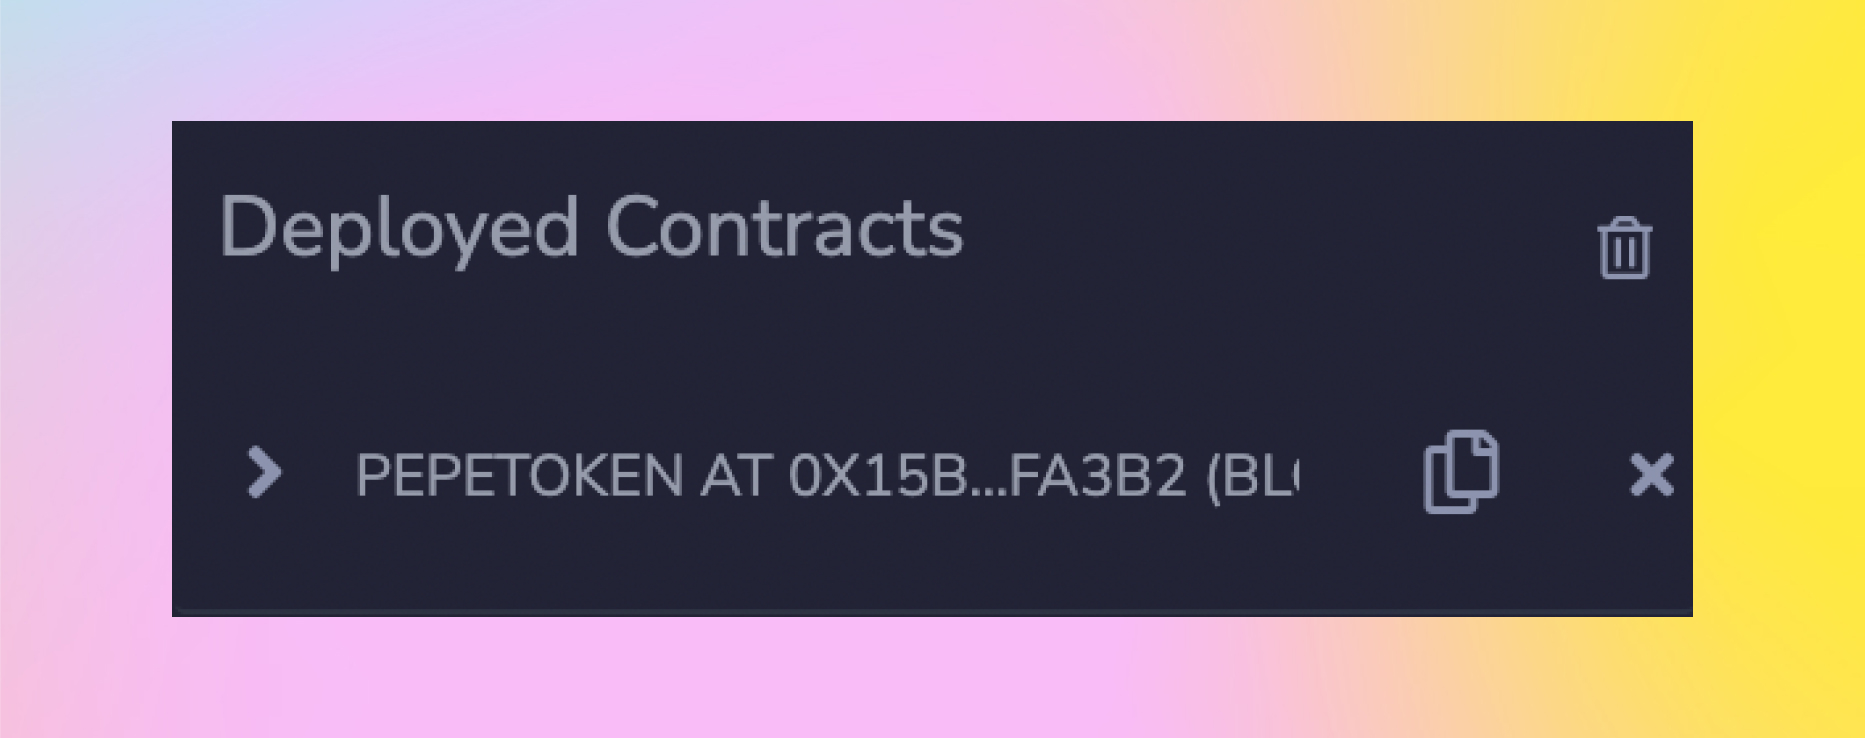 Deployed Contracts
PEPETOKEN AT 0X15B...FA3B2 (BL